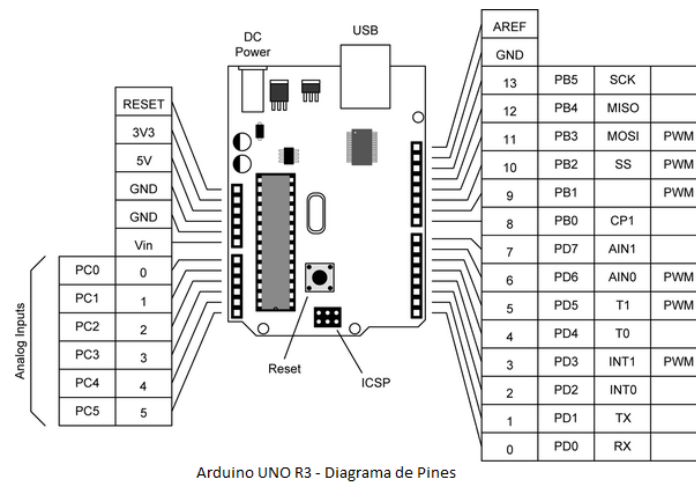 DC
Power
USB
RESET
3V3
5V
GND
GND
Vin
Analog Inputs
PC0 0
PC1 1
PC2 2
PC3 3
PC4 4
PC5 5
Reset
ICSP
AREF
GND
13 PB5 SCK
12 PB4 MISO
11 PB3 MOSI PWM
10 PB2 SS PWM
9 PB1 PWM
8 PB0 CP1
7 PD7 AIN1
6 PD6 AIN0 PWM
5 PD5 T1 PWM
4 PD4 T0
3 PD3 INT1 PWM
2 PD2 INT0
1 PD1 TX
0 PD0 RX
Arduino UNO R3 - Diagrama de Pines